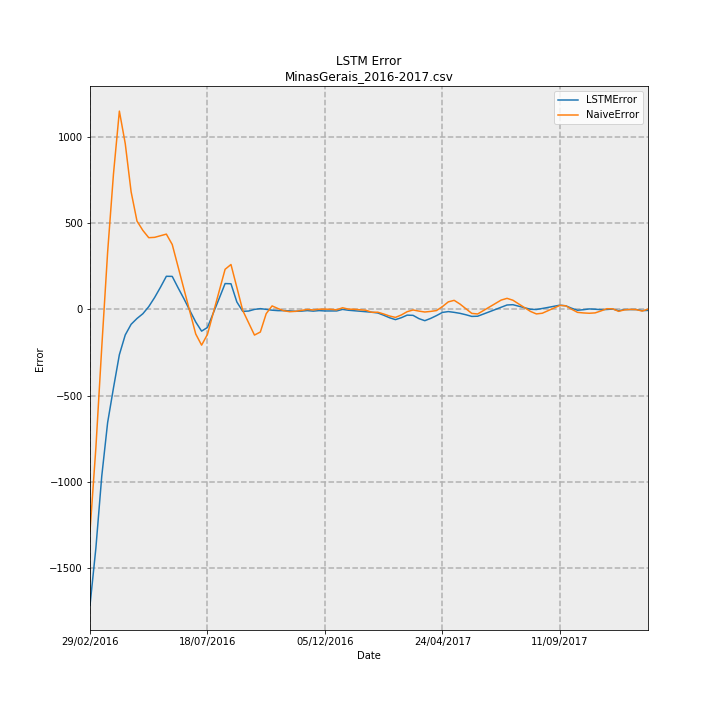 LSTM Error
MinasGerais_2016-2017.csv
LSTMError
NaiveError
1000
500
0
−500
−1000
−1500
Error
29/02/2016
18/07/2016
05/12/2016
24/04/2017
11/09/2017
Date